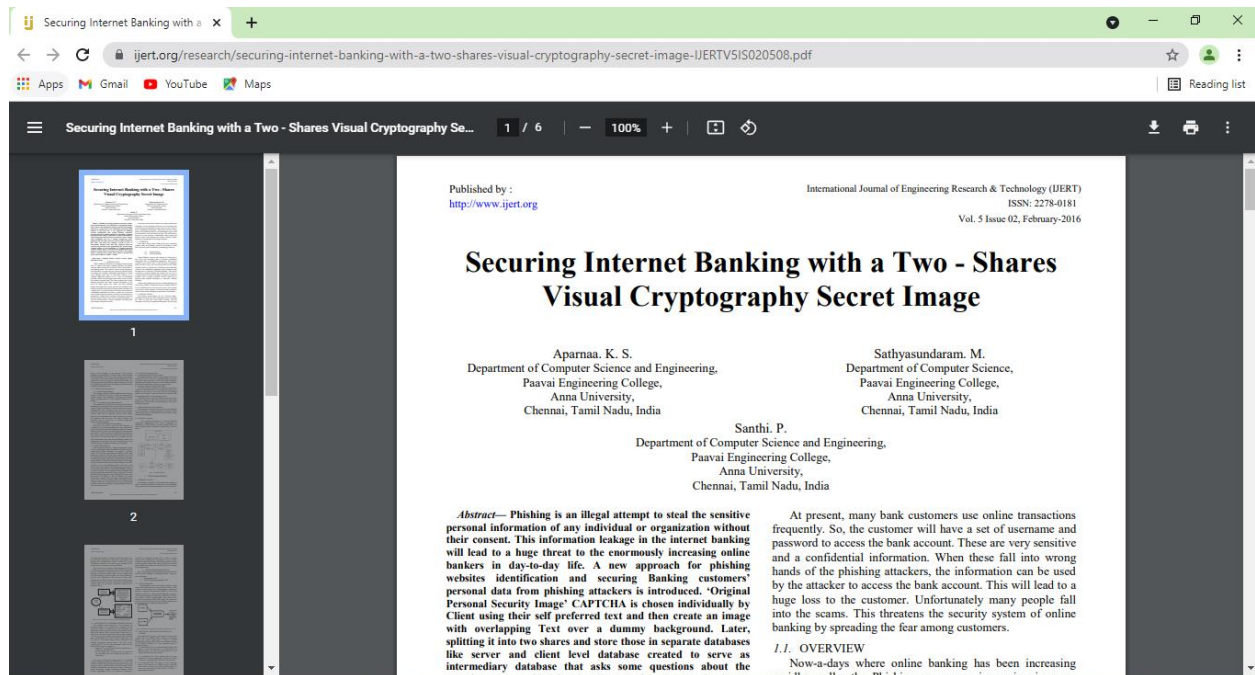 Securing Internet Banking with a
ijert.org/research/securing-internet-banking-with-a-two-shares-visual-cryptography-secret-image-IJERTV5IS020508.pdf
Apps Gmail YouTube Maps Reading list
Securing Internet Banking with a Two - Shares Visual Cryptography Se... 1 / 6 100%
1
2
Published by :
http://www.ijert.org
International Journal of Engineering Research & Technology (IJERT)
ISSN: 2278-0181
Vol. 5 Issue 02, February-2016
Securing Internet Banking with a Two - Shares
Visual Cryptography Secret Image
Aparnaa. K. S.
Department of Computer Science and Engineering,
Paavai Engineering College,
Anna University,
Chennai, Tamil Nadu, India
Sathyasundaram. M.
Department of Computer Science,
Paavai Engineering College,
Anna University,
Chennai, Tamil Nadu, India
Santhi. P.
Department of Computer Science and Engineering,
Paavai Engineering College,
Anna University,
Chennai, Tamil Nadu, India
Abstract— Phishing is an illegal attempt to steal the sensitive
personal information of any individual or organization without
their consent. This information leakage in the internet banking
will lead to a huge threat to the enormously increasing online
bankers in day-to-day life. A new approach for phishing
websites identification and securing Banking customers'
personal data from phishing attackers is introduced. 'Original
Personal Security Image' CAPTCHA is chosen individually by
Client using their self preferred text and then create an image
with overlapping Text over a dummy background. Later,
splitting it into two shares and store those in separate databases
like server and client level database created to serve as
intermediary database that asks some questions about the
At present, many bank customers use online transactions
frequently. So, the customer will have a set of username and
password to access the bank account. These are very sensitive
and a confidential information. When these fall into wrong
hands of the phishing attackers, the information can be used
by the attacker to access the bank account. This will lead to a
huge loss to the customer. Unfortunately many people fall
into the scams. This threatens the security system of online
banking by spreading the fear among customers.
1.1. OVERVIEW
Now-a-days where online banking has been increasing